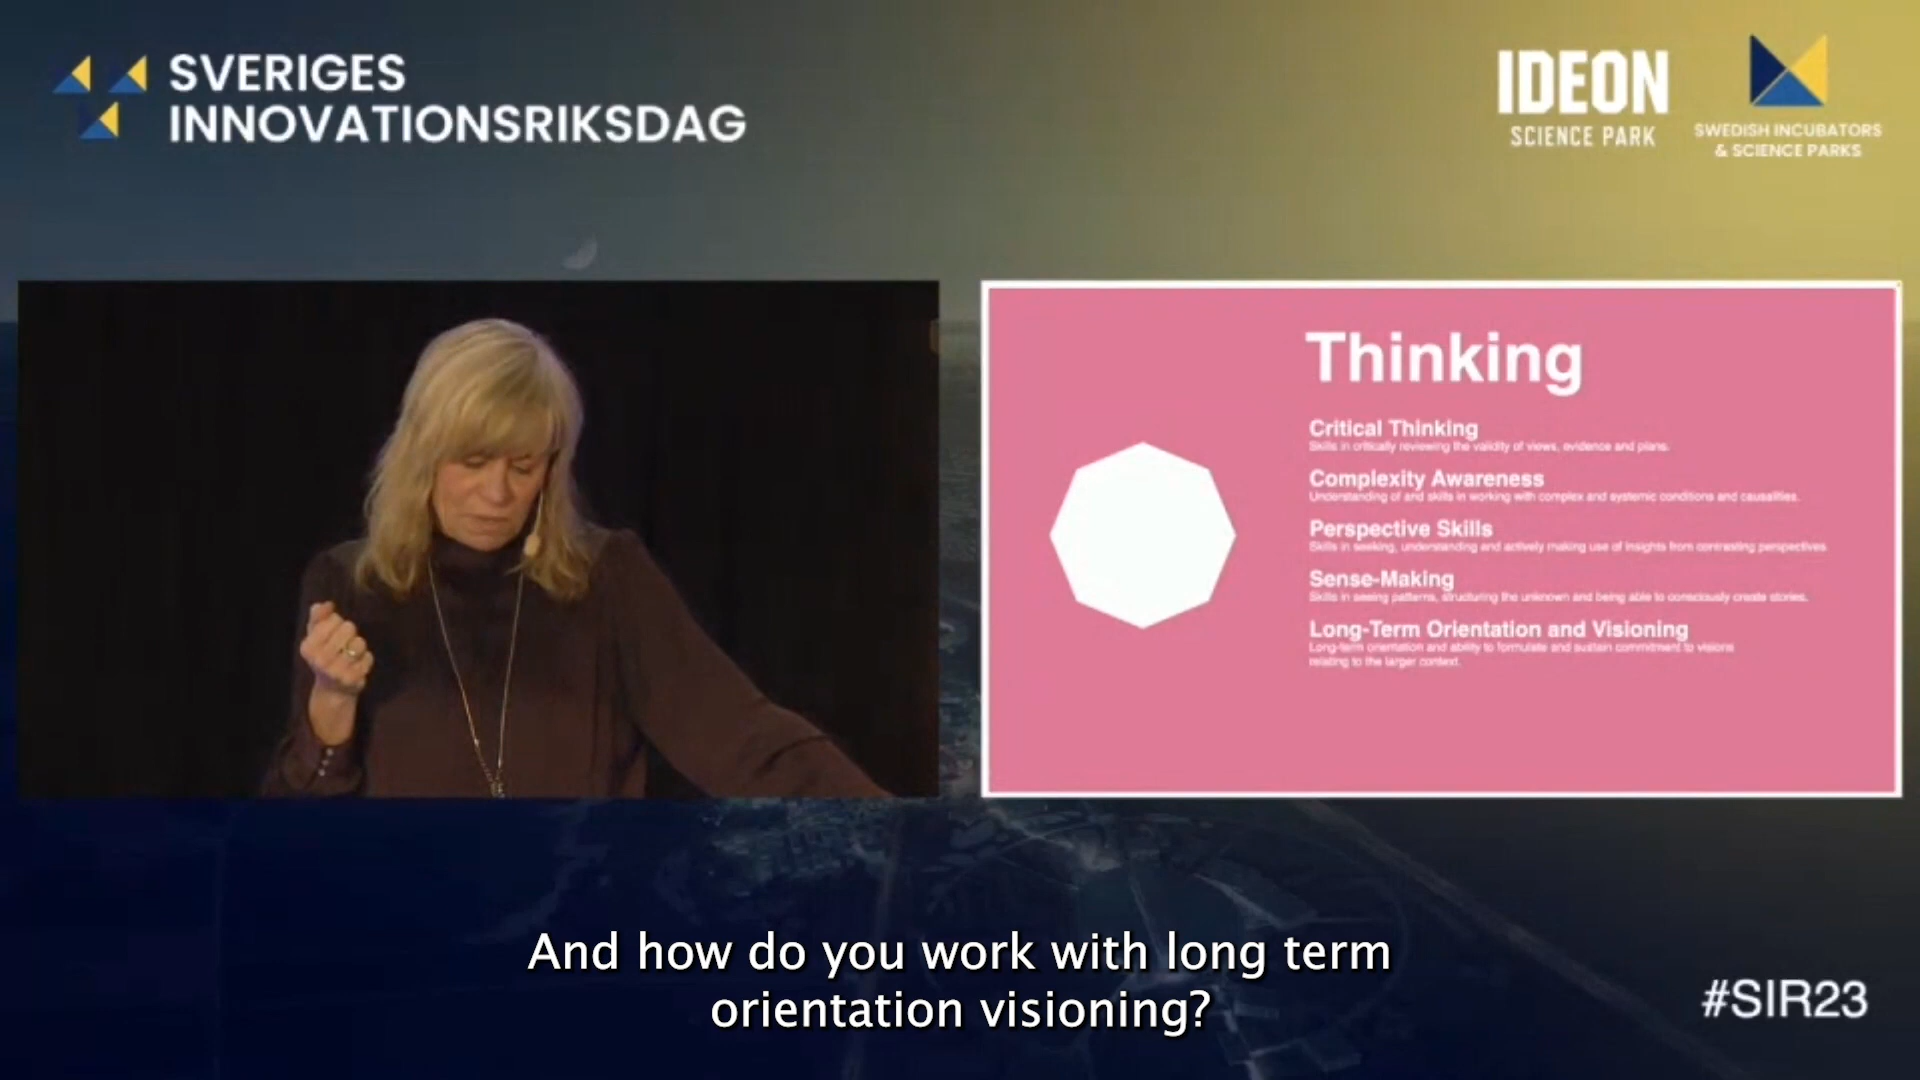 SVERIGES
INNOVATIONSRIKSDAG
IDEON
SCIENCE PARK
SWEDISH INCUBATORS
& SCIENCE PARKS
Thinking
Critical Thinking
Skills in critically reviewing the validity of views, evidence and plans.
Complexity Awareness
Understanding of and skills in working with complex and systemic conditions and causalities.
Perspective Skills
Skills in seeking, understanding and actively making use of insights from contrasting perspectives
Sense-Making
Skills in seeing patterns, structuring the unknown and being able to consciously create stories.
Long-Term Orientation and Visioning
Long-term orientation and ability to formulate and sustain commitment to visions
relating to the larger context.
And how do you work with long term
orientation visioning?
#SIR23